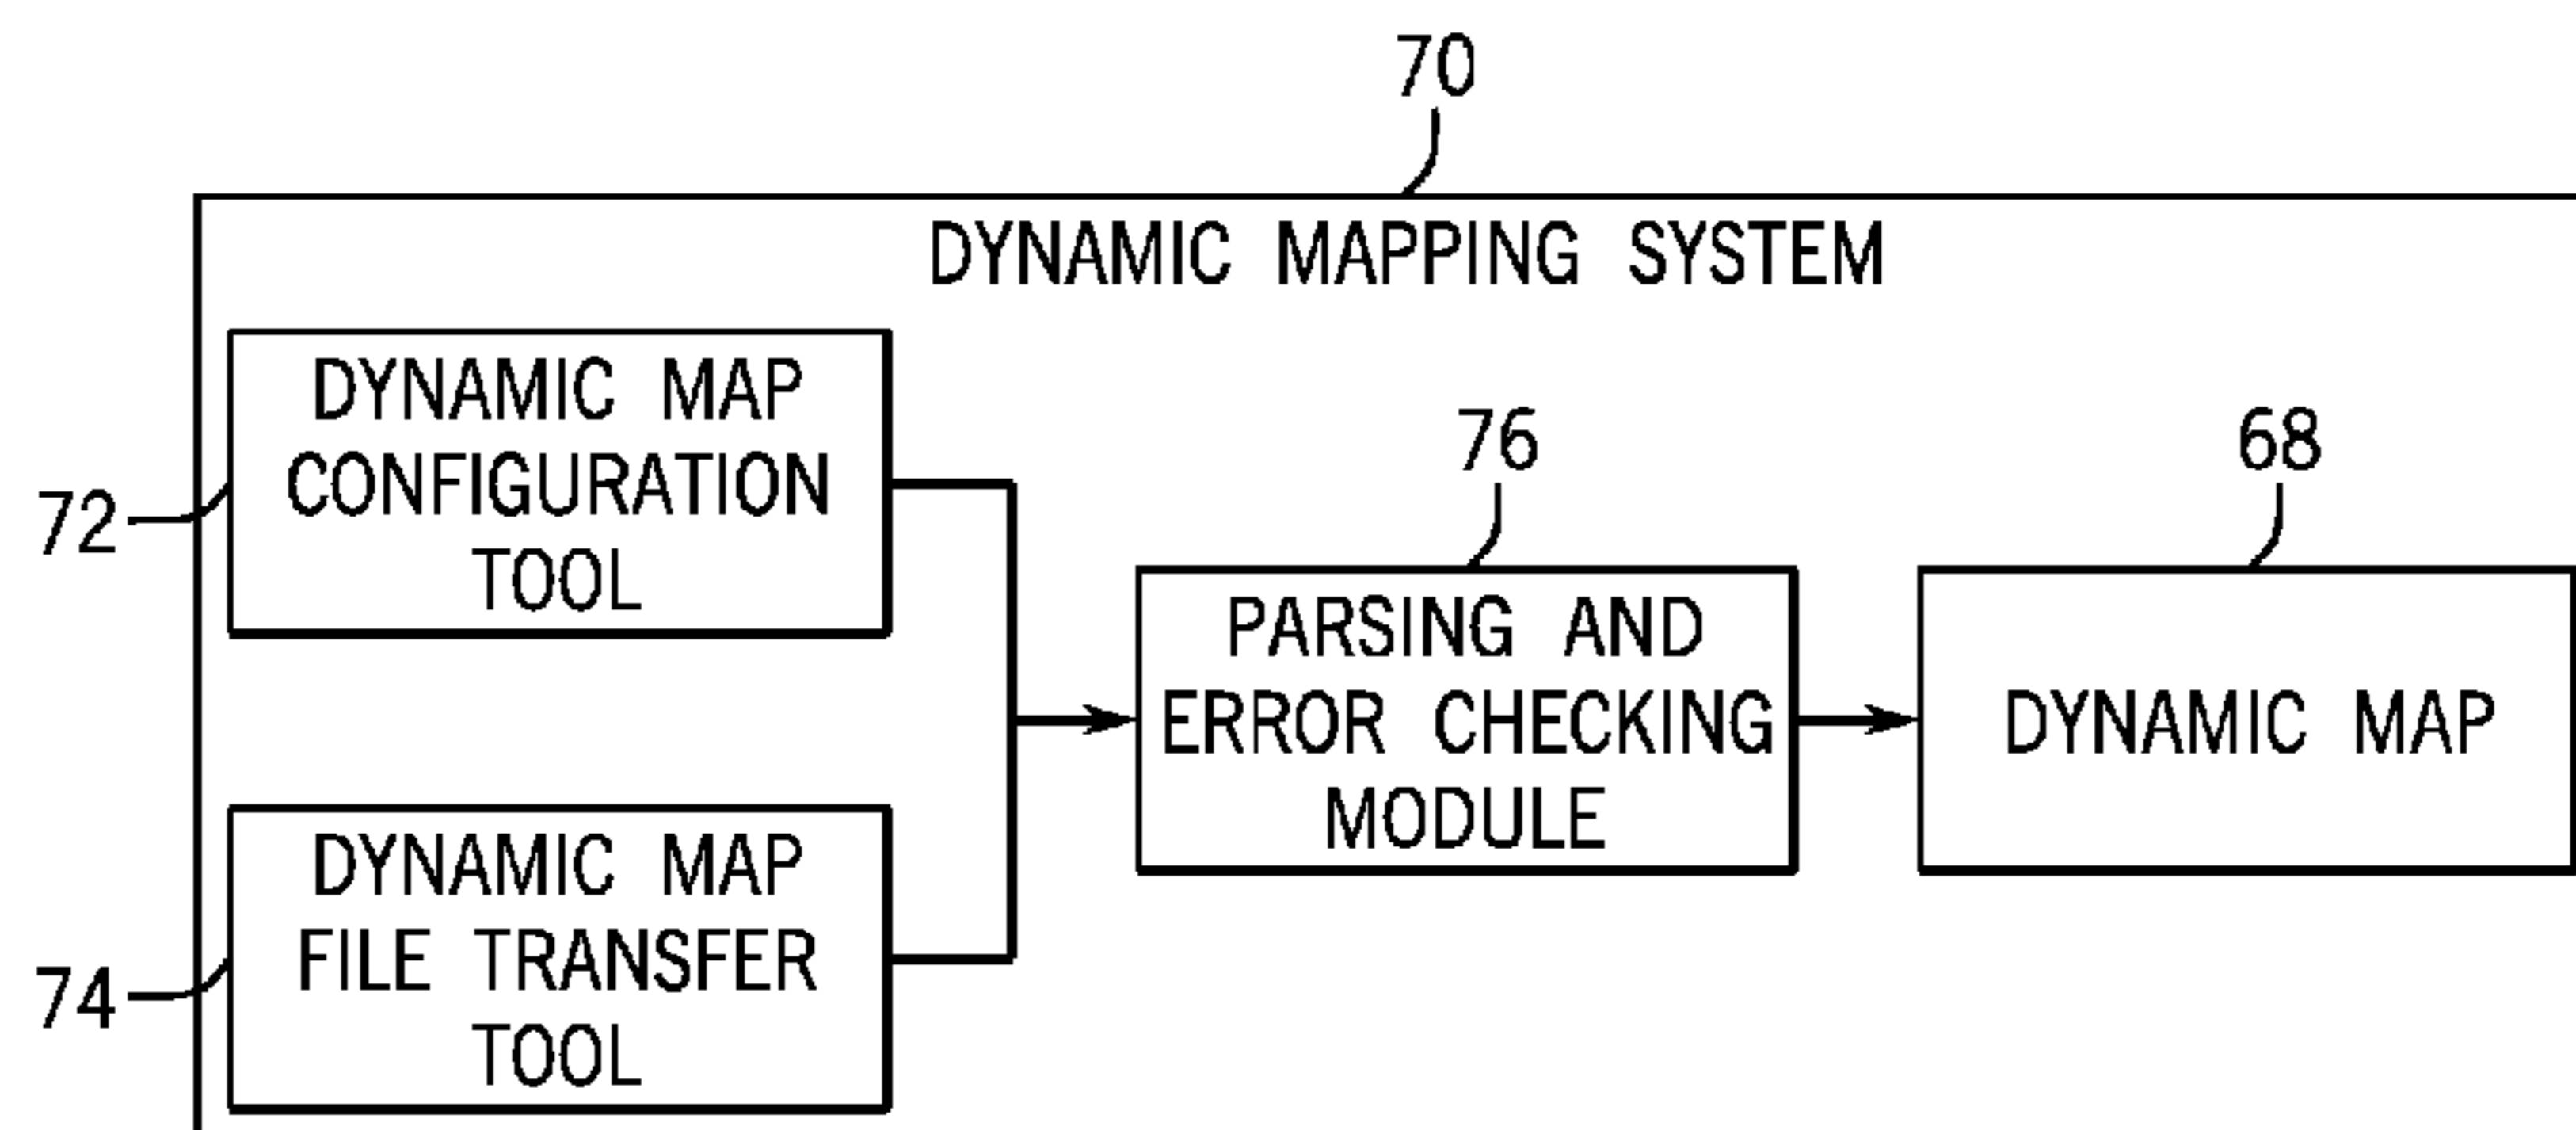 70
DYNAMIC MAPPING SYSTEM
DYNAMIC MAP
CONFIGURATION
TOOL
72
76
68
PARSING AND
ERROR CHECKING
MODULE
DYNAMIC MAP
DYNAMIC MAP
FILE TRANSFER
TOOL
74